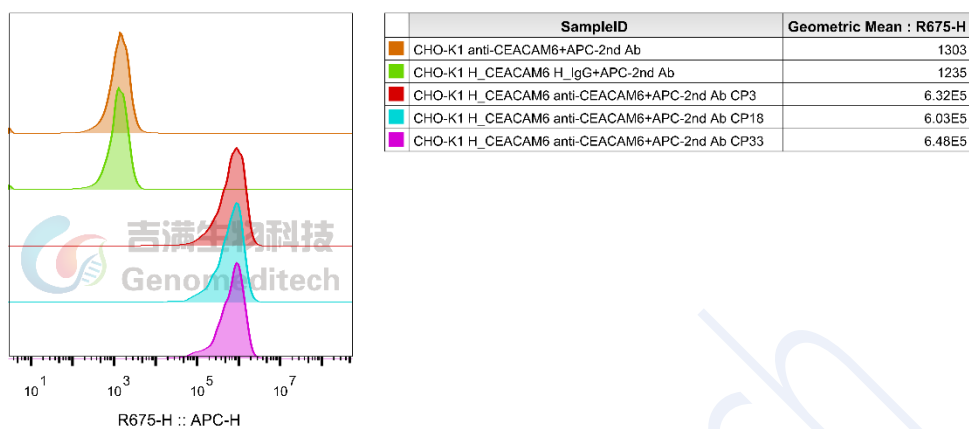 SampleID Geometric Mean : R675-H
CHO-K1 anti-CEACAM6+APC-2nd Ab 1303
CHO-K1 H_CEACAM6 H_IgG+APC-2nd Ab 1235
CHO-K1 H_CEACAM6 anti-CEACAM6+APC-2nd Ab CP3 6.32E5
CHO-K1 H_CEACAM6 anti-CEACAM6+APC-2nd Ab CP18 6.03E5
CHO-K1 H_CEACAM6 anti-CEACAM6+APC-2nd Ab CP33 6.48E5
吉满生物科技
Genomeditech
10^1 10^3 10^5 10^7
R675-H :: APC-H